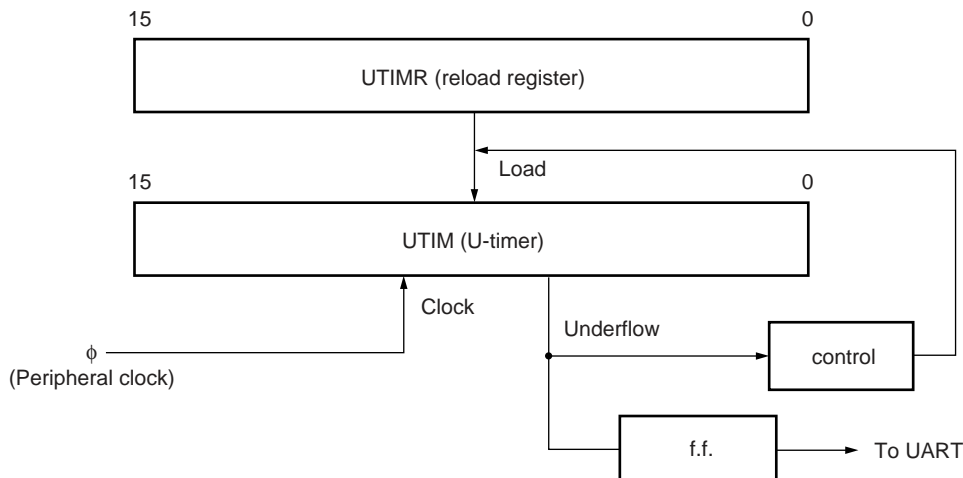 15 0
UTIMR (reload register)
Load
15 0
UTIM (U-timer)
Clock
Underflow
ϕ
(Peripheral clock)
control
f.f.
To UART